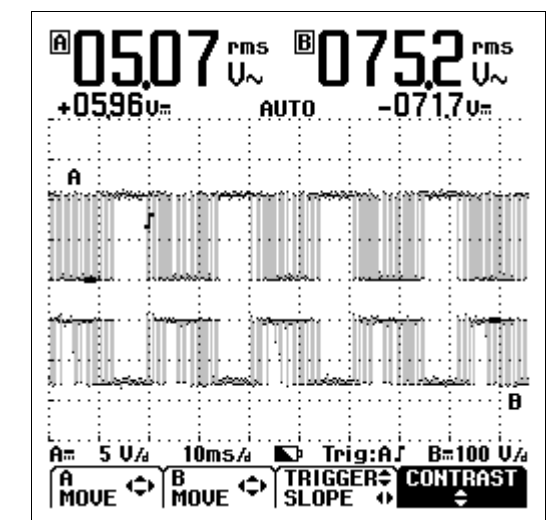 A 05.07 rms V~ B 075.2 rms V~
+05.96V⎓ AUTO -071.7V⎓
A
B
A⎓ 5 V/d 10ms/d Trig:A∫ B⎓100 V/d
A MOVE B MOVE TRIGGER SLOPE CONTRAST